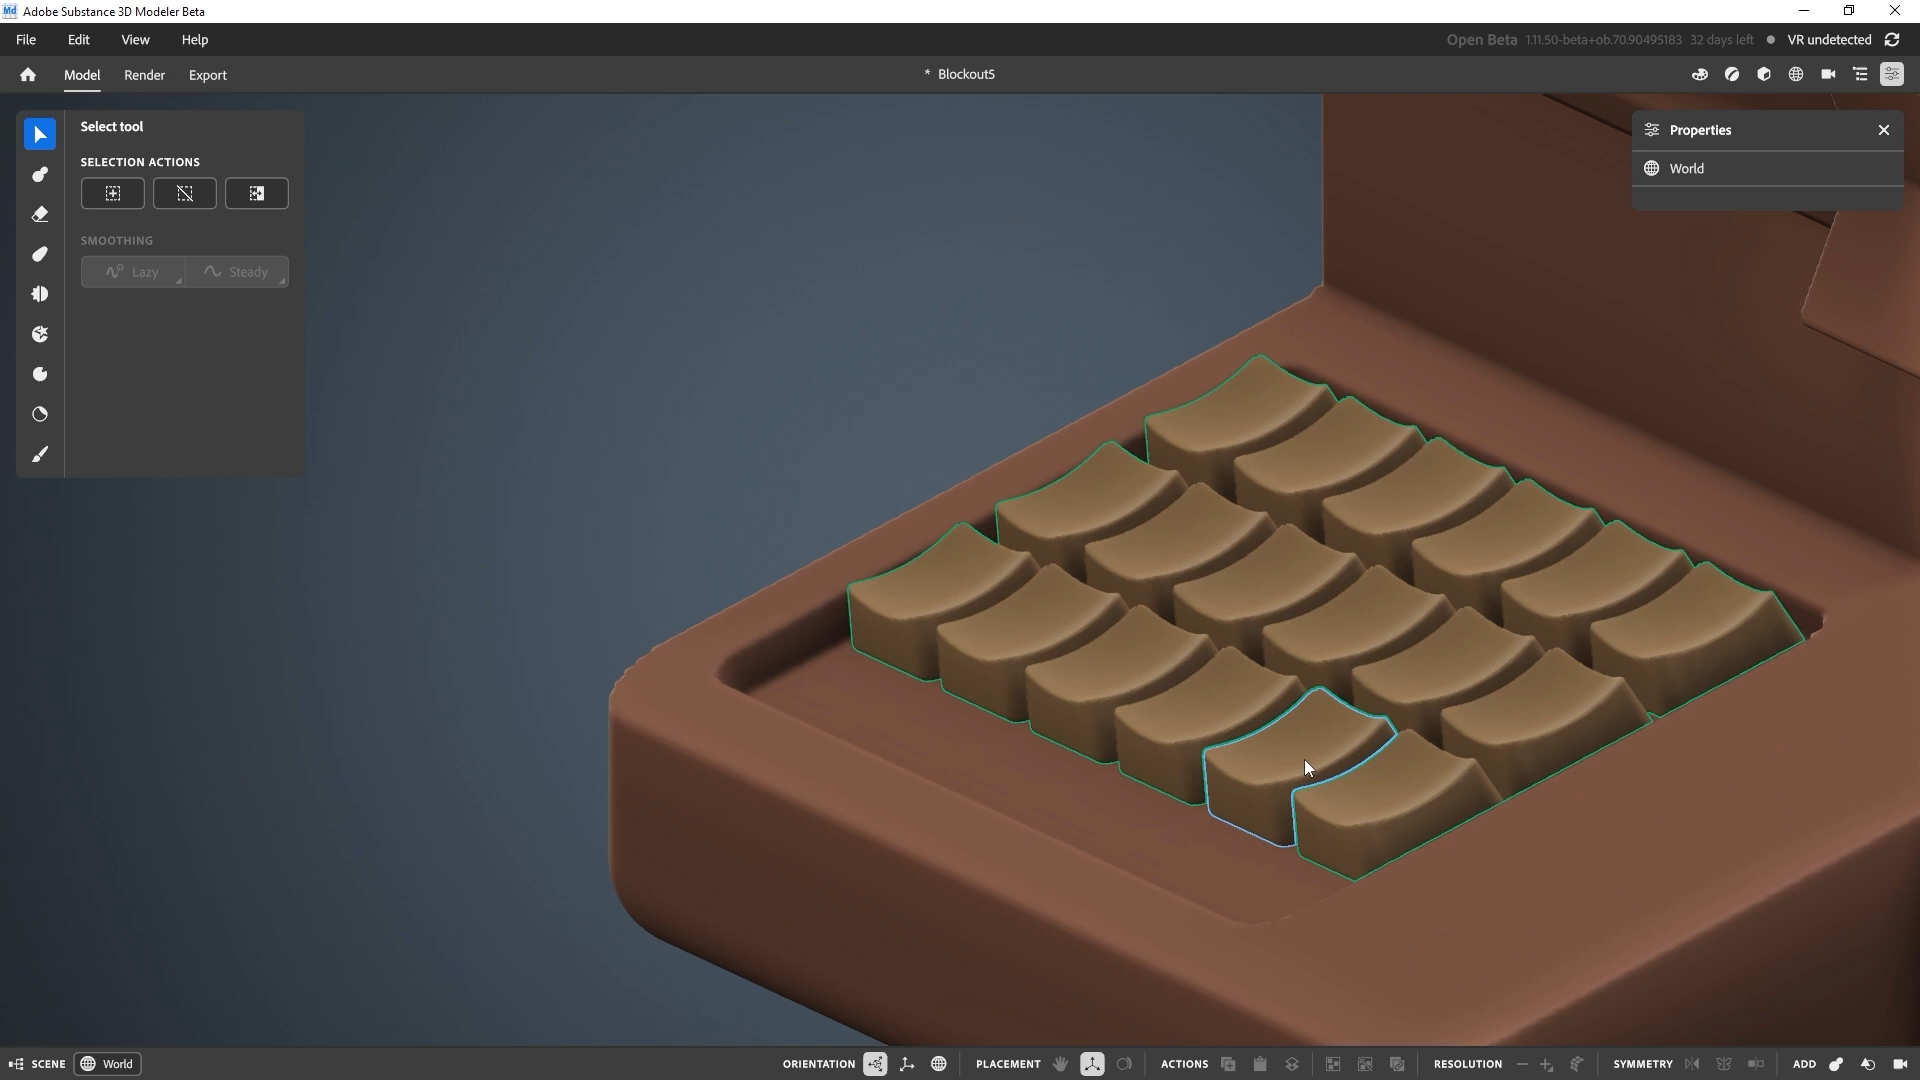 Adobe Substance 3D Modeler Beta
File Edit View Help
Open Beta 1.11.50-beta+ob.70.90495183 32 days left VR undetected
Model Render Export
* Blockout5
Select tool
SELECTION ACTIONS
SMOOTHING
Lazy Steady
Properties
World
SCENE World ORIENTATION PLACEMENT ACTIONS RESOLUTION SYMMETRY ADD